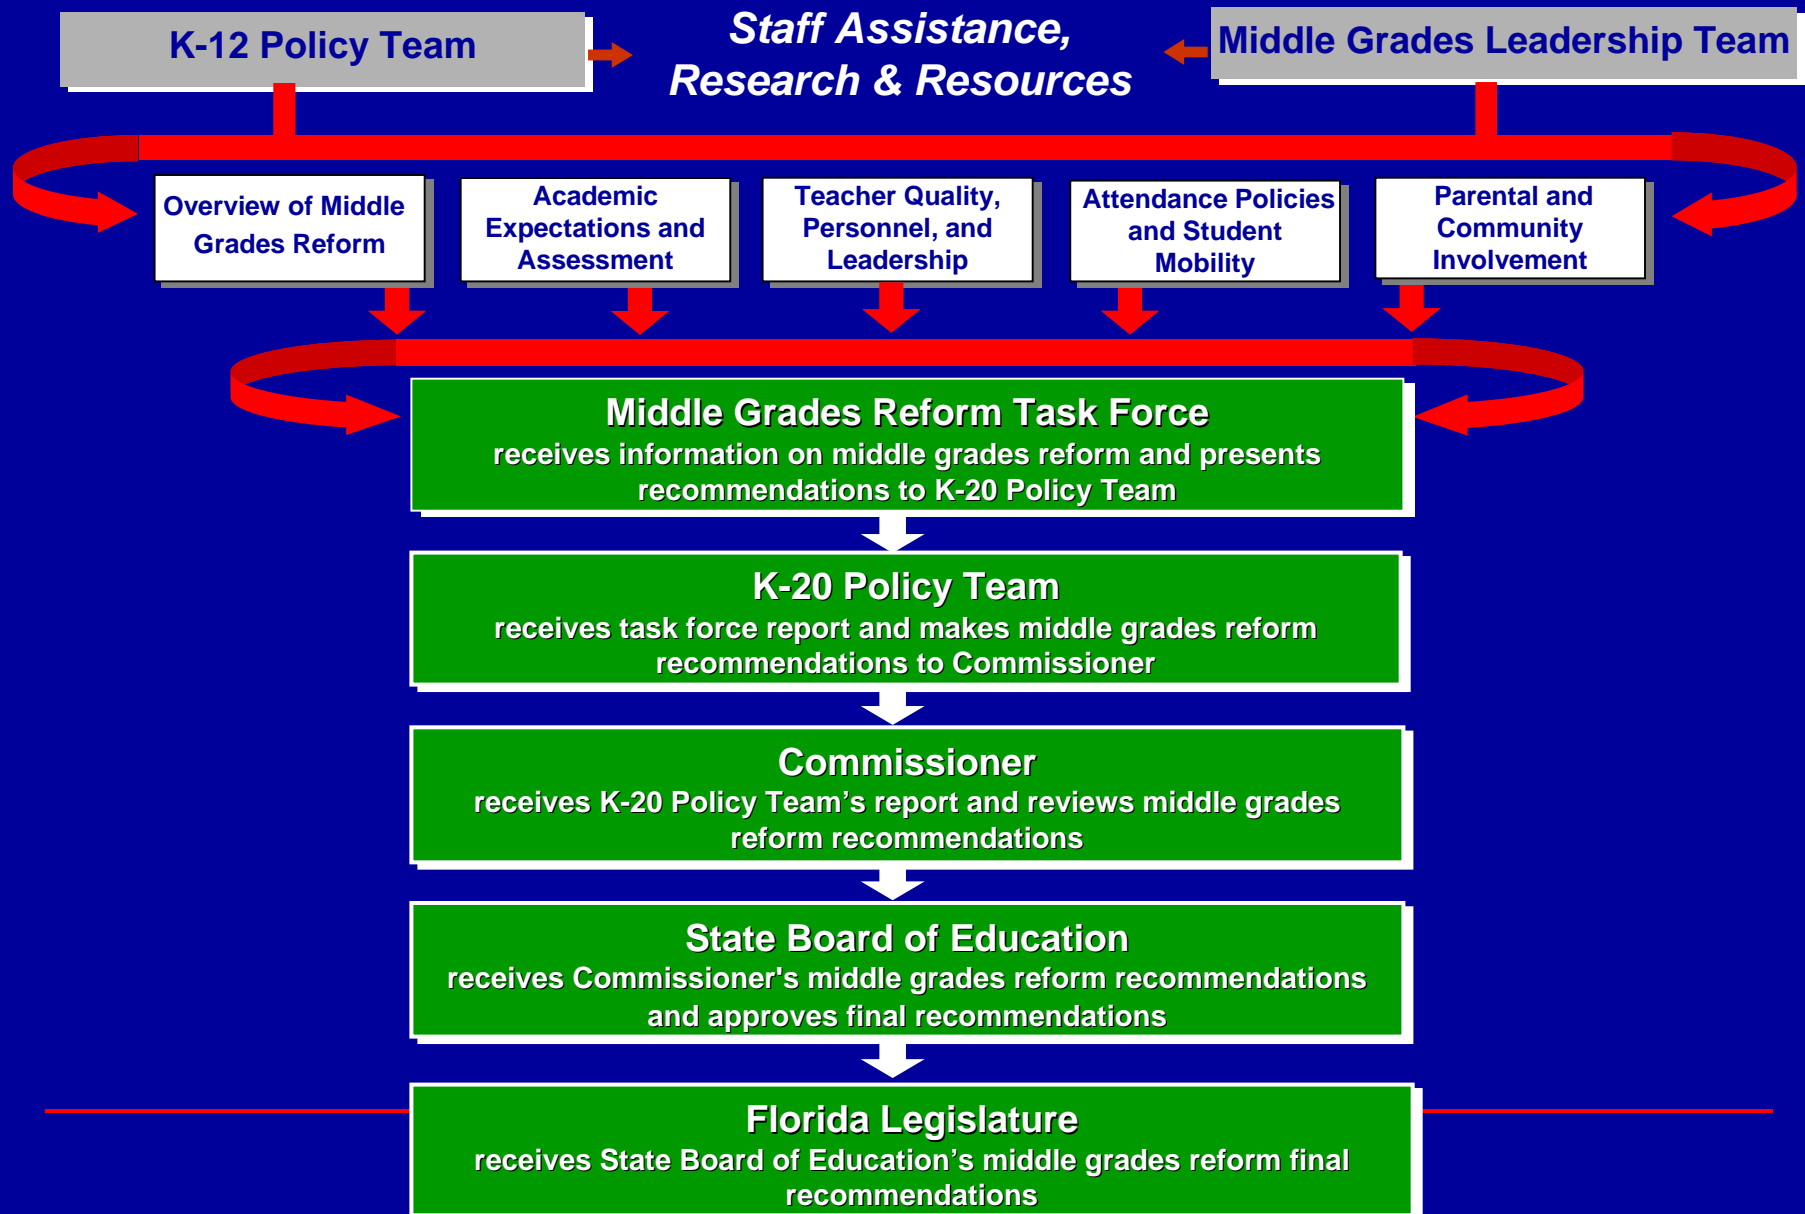 K-12 Policy Team
Staff Assistance,
Research & Resources
Middle Grades Leadership Team
Overview of Middle
Grades Reform
Academic
Expectations and
Assessment
Teacher Quality,
Personnel, and
Leadership
Attendance Policies
and Student
Mobility
Parental and
Community
Involvement
Middle Grades Reform Task Force
receives information on middle grades reform and presents
recommendations to K-20 Policy Team
K-20 Policy Team
receives task force report and makes middle grades reform
recommendations to Commissioner
Commissioner
receives K-20 Policy Team’s report and reviews middle grades
reform recommendations
State Board of Education
receives Commissioner's middle grades reform recommendations
and approves final recommendations
Florida Legislature
receives State Board of Education’s middle grades reform final
recommendations